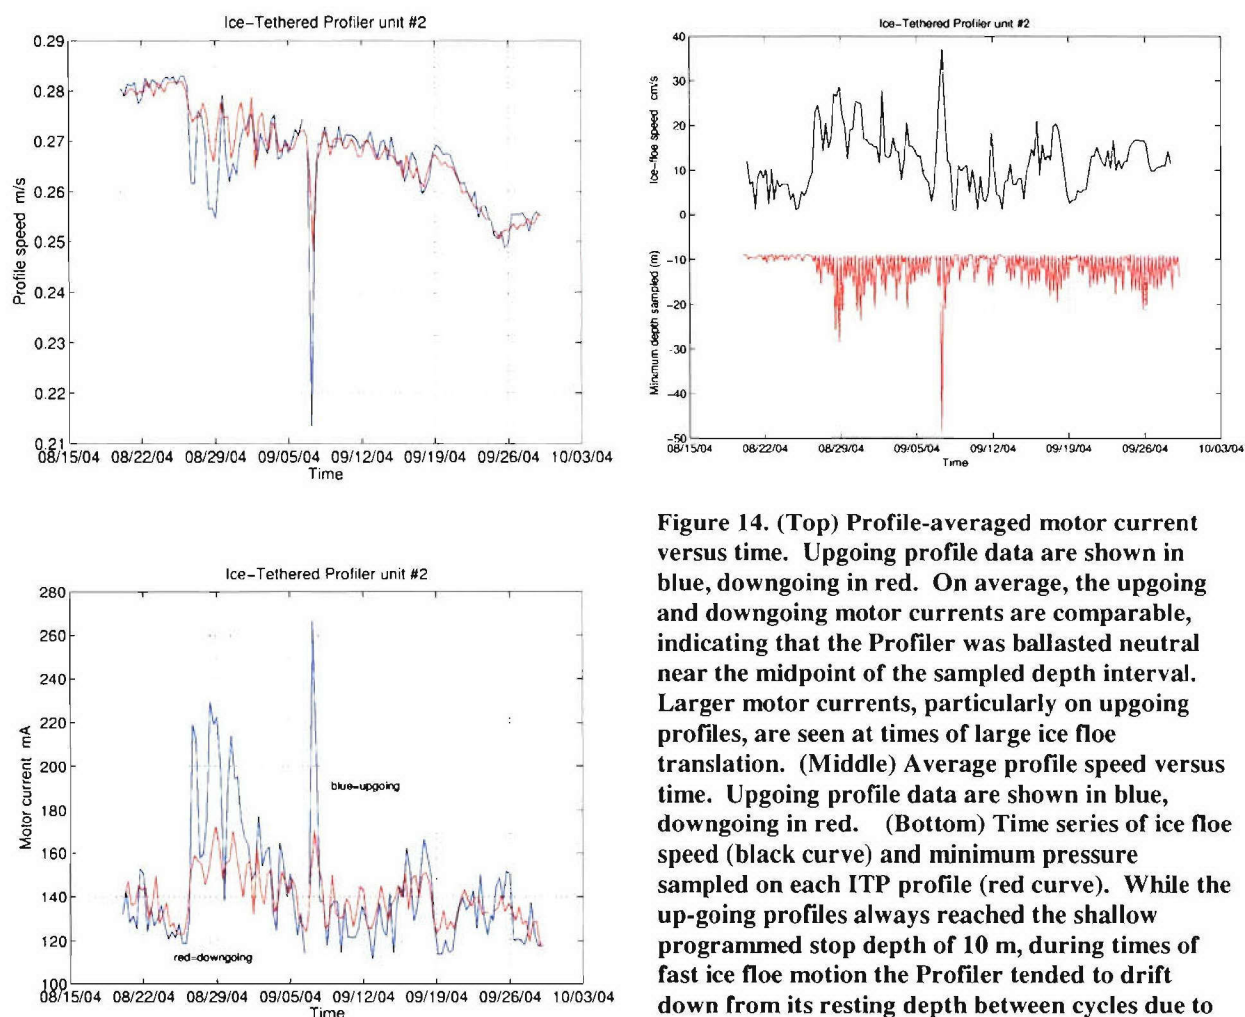 Ice-Tethered Profiler unit #2
0.29
0.28
0.27
0.26
0.25
0.24
0.23
0.22
0.21
Profile speed m/s
08/15/04 08/22/04 08/29/04 09/05/04 09/12/04 09/19/04 09/26/04 10/03/04
Time
Ice-Tethered Profiler unit #2
40
30
20
10
0
-10
-20
-30
-40
-50
Ice-floe speed cm/s
Minimum depth sampled (m)
08/15/04 08/22/04 08/29/04 09/05/04 09/12/04 09/19/04 09/26/04 10/03/04
Time
Ice-Tethered Profiler unit #2
280
260
240
220
200
180
160
140
120
100
Motor current mA
blue=upgoing
red=downgoing
08/15/04 08/22/04 08/29/04 09/05/04 09/12/04 09/19/04 09/26/04 10/03/04
Time
Figure 14. (Top) Profile-averaged motor current
versus time. Upgoing profile data are shown in
blue, downgoing in red. On average, the upgoing
and downgoing motor currents are comparable,
indicating that the Profiler was ballasted neutral
near the midpoint of the sampled depth interval.
Larger motor currents, particularly on upgoing
profiles, are seen at times of large ice floe
translation. (Middle) Average profile speed versus
time. Upgoing profile data are shown in blue,
downgoing in red. (Bottom) Time series of ice floe
speed (black curve) and minimum pressure
sampled on each ITP profile (red curve). While the
up-going profiles always reached the shallow
programmed stop depth of 10 m, during times of
fast ice floe motion the Profiler tended to drift
down from its resting depth between cycles due to